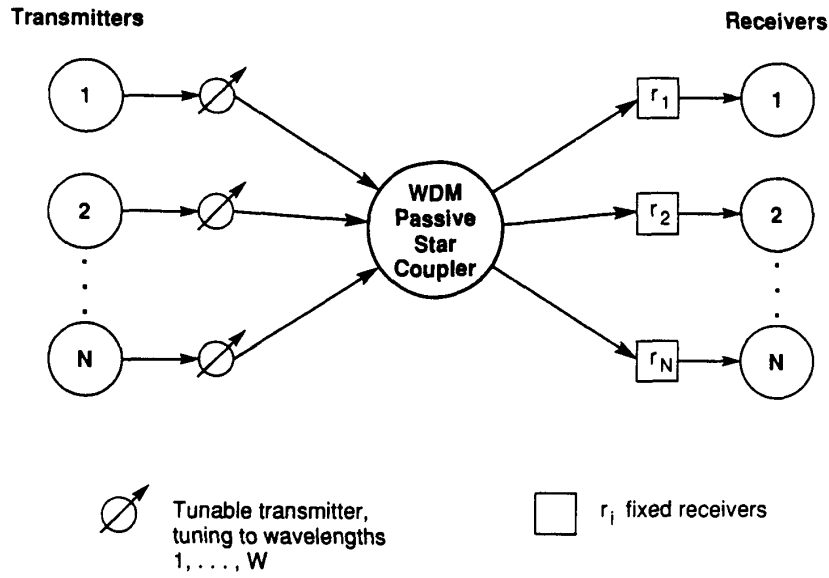 Transmitters
Receivers
1
r1
1
2
r2
2
WDM
Passive
Star
Coupler
N
rN
N
Tunable transmitter,
tuning to wavelengths
1, . . . , W
ri fixed receivers